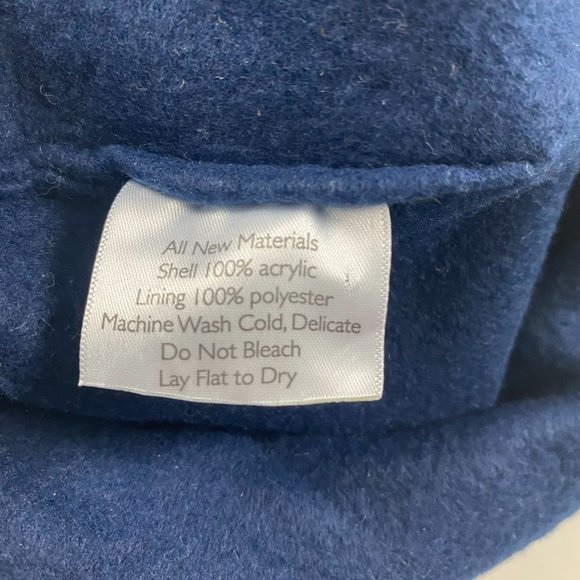 All New Materials
Shell 100% acrylic
Lining 100% polyester
Machine Wash Cold, Delicate
Do Not Bleach
Lay Flat to Dry